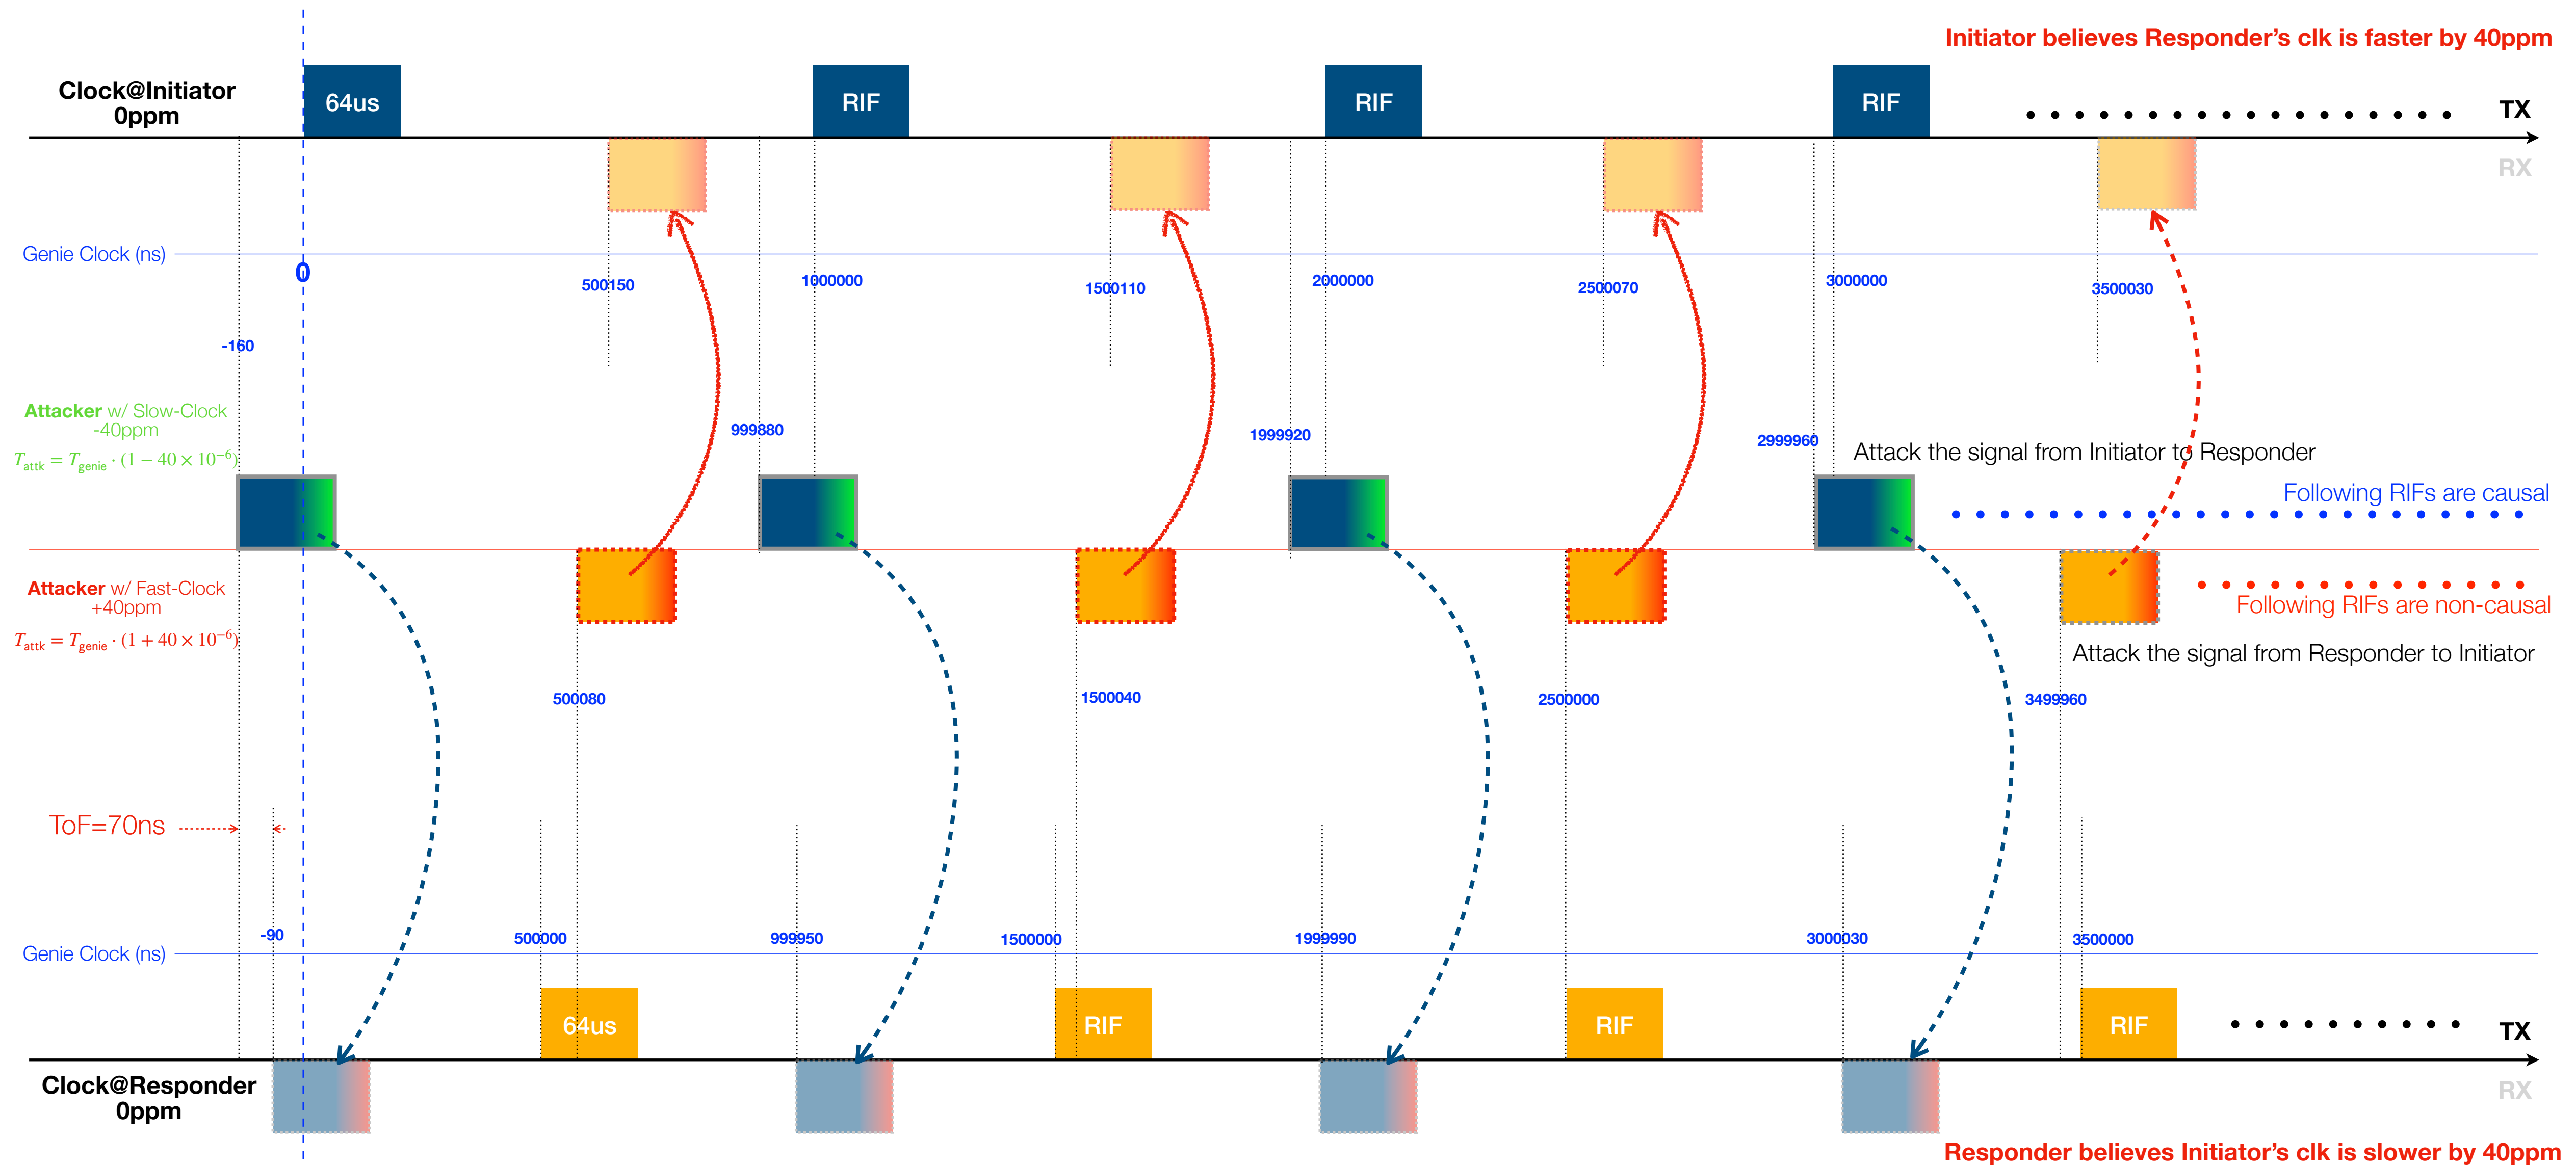 Initiator believes Responder’s clk is faster by 40ppm
Clock@Initiator
0ppm
64us
RIF
RIF
RIF
TX
RX
Genie Clock (ns)
0
500150
1000000
1500110
2000000
2500070
3000000
3500030
-160
Attacker w/ Slow-Clock
-40ppm
T_attk = T_genie · (1 − 40 × 10⁻⁶)
999880
1999920
2999960
Attack the signal from Initiator to Responder
Following RIFs are causal
Attacker w/ Fast-Clock
+40ppm
T_attk = T_genie · (1 + 40 × 10⁻⁶)
Following RIFs are non-causal
Attack the signal from Responder to Initiator
500080
1500040
2500000
3499960
ToF=70ns
-90
500000
999950
1500000
1999990
3000030
3500000
Genie Clock (ns)
64us
RIF
RIF
RIF
TX
Clock@Responder
0ppm
RX
Responder believes Initiator’s clk is slower by 40ppm